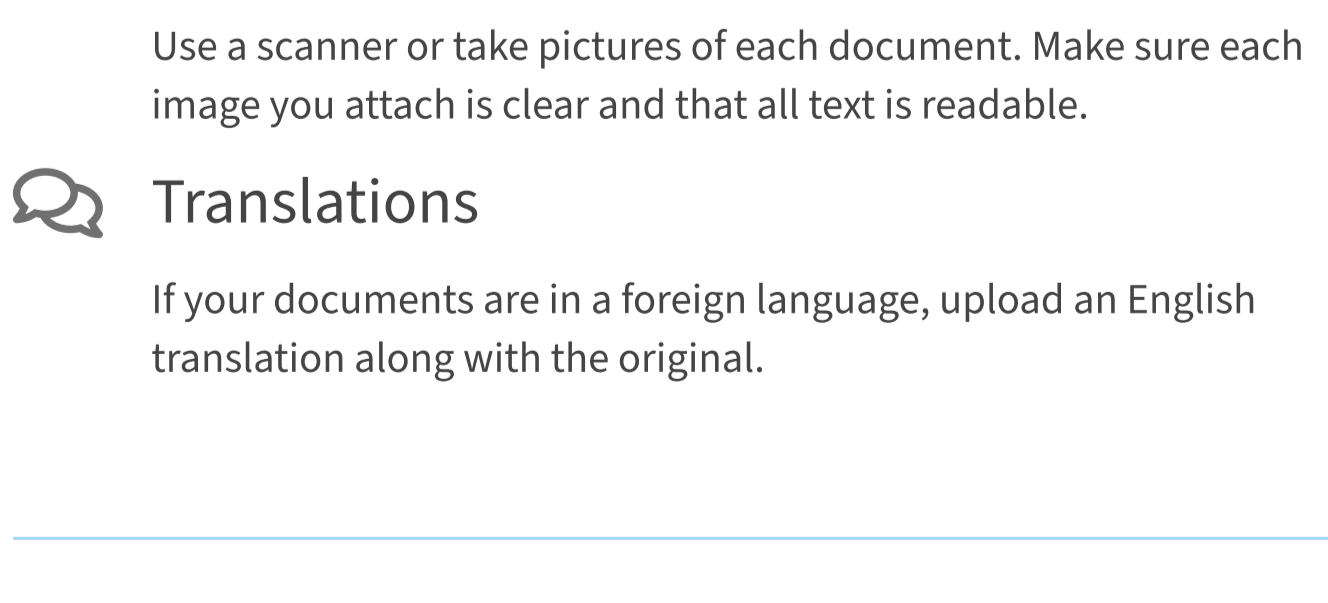 Use a scanner or take pictures of each document. Make sure each
image you attach is clear and that all text is readable.
Translations
If your documents are in a foreign language, upload an English
translation along with the original.